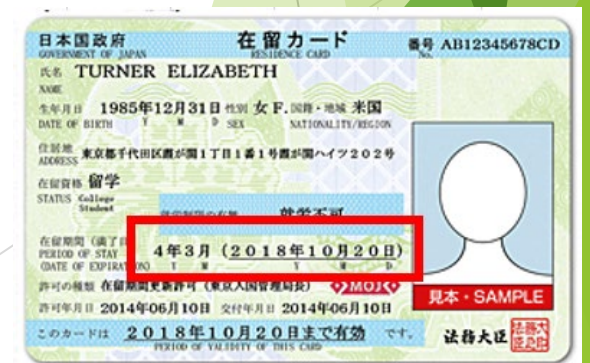 日本国政府 在留カード 番号 AB12345678CD
GOVERNMENT OF JAPAN RESIDENCE CARD No.
氏名 TURNER ELIZABETH
NAME
生年月日 1985年12月31日 性別 女 F. 国籍・地域 米国
DATE OF BIRTH Y M D SEX NATIONALITY/REGION
住居地 東京都千代田区霞が関1丁目1番1号霞が関ハイツ202号
ADDRESS
在留資格 留学
STATUS College Student
就労制限の有無 就労不可
在留期間(満了日) 4年3月(2018年10月20日)
PERIOD OF STAY
(DATE OF EXPIRATION) Y M Y M D
許可の種類 在留期間更新許可(東京入国管理局長) MOJ
許可年月日 2014年06月10日 交付年月日 2014年06月10日
見本・SAMPLE
このカードは 2018年10月20日まで有効 です。
PERIOD OF VALIDITY OF THIS CARD
法務大臣